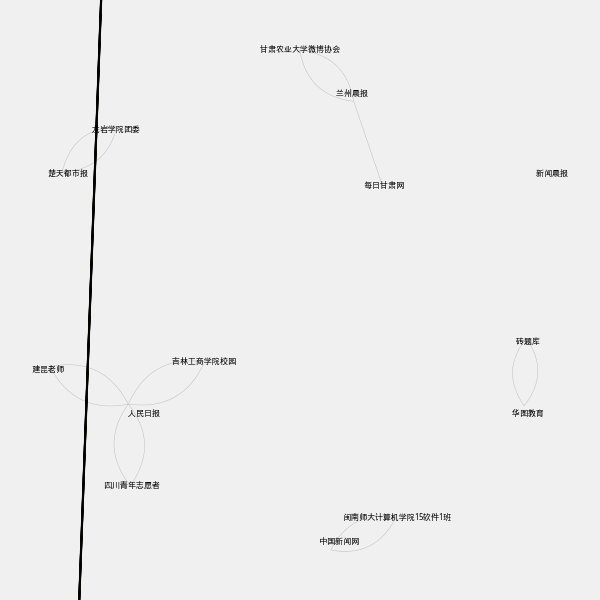 甘肃农业大学微博协会
兰州晨报
龙岩学院团委
楚天都市报
每日甘肃网
新闻晨报
砖题库
吉林工商学院校园
建昆老师
人民日报
华图教育
四川青年志愿者
闽南师大计算机学院15软件1班
中国新闻网